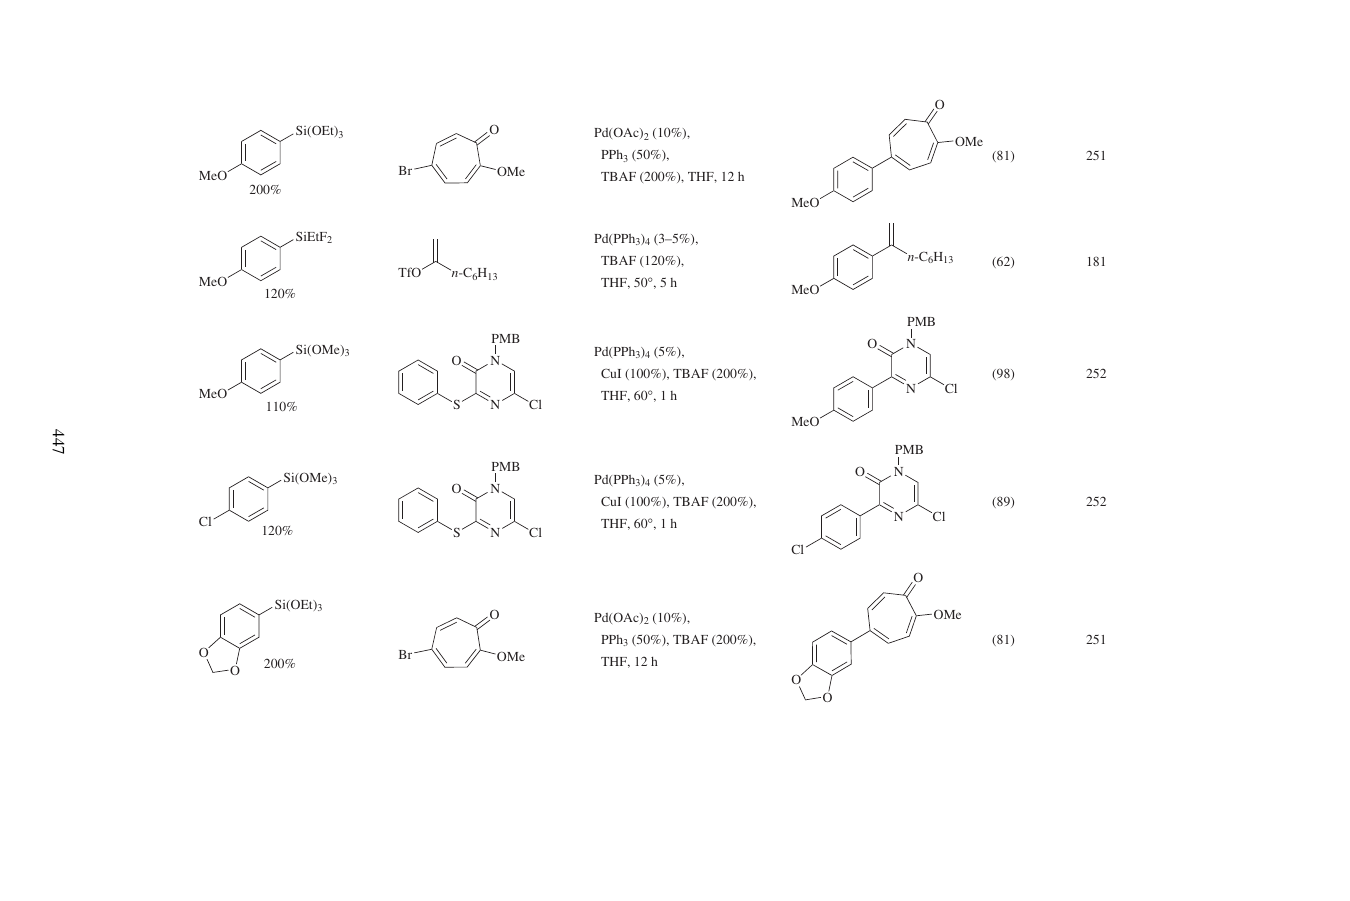 Si(OEt)3
MeO
200%
Br
O
OMe
Pd(OAc)2 (10%),
PPh3 (50%),
TBAF (200%), THF, 12 h
O
OMe
MeO
(81)
251
SiEtF2
MeO
120%
TfO
n-C6H13
Pd(PPh3)4 (3–5%),
TBAF (120%),
THF, 50°, 5 h
n-C6H13
MeO
(62)
181
Si(OMe)3
MeO
110%
PMB
O
N
S
N
Cl
Pd(PPh3)4 (5%),
CuI (100%), TBAF (200%),
THF, 60°, 1 h
PMB
O
N
N
Cl
MeO
(98)
252
447
Si(OMe)3
Cl
120%
PMB
O
N
S
N
Cl
Pd(PPh3)4 (5%),
CuI (100%), TBAF (200%),
THF, 60°, 1 h
PMB
O
N
N
Cl
Cl
(89)
252
Si(OEt)3
O
O
200%
Br
O
OMe
Pd(OAc)2 (10%),
PPh3 (50%), TBAF (200%),
THF, 12 h
O
OMe
O
O
(81)
251